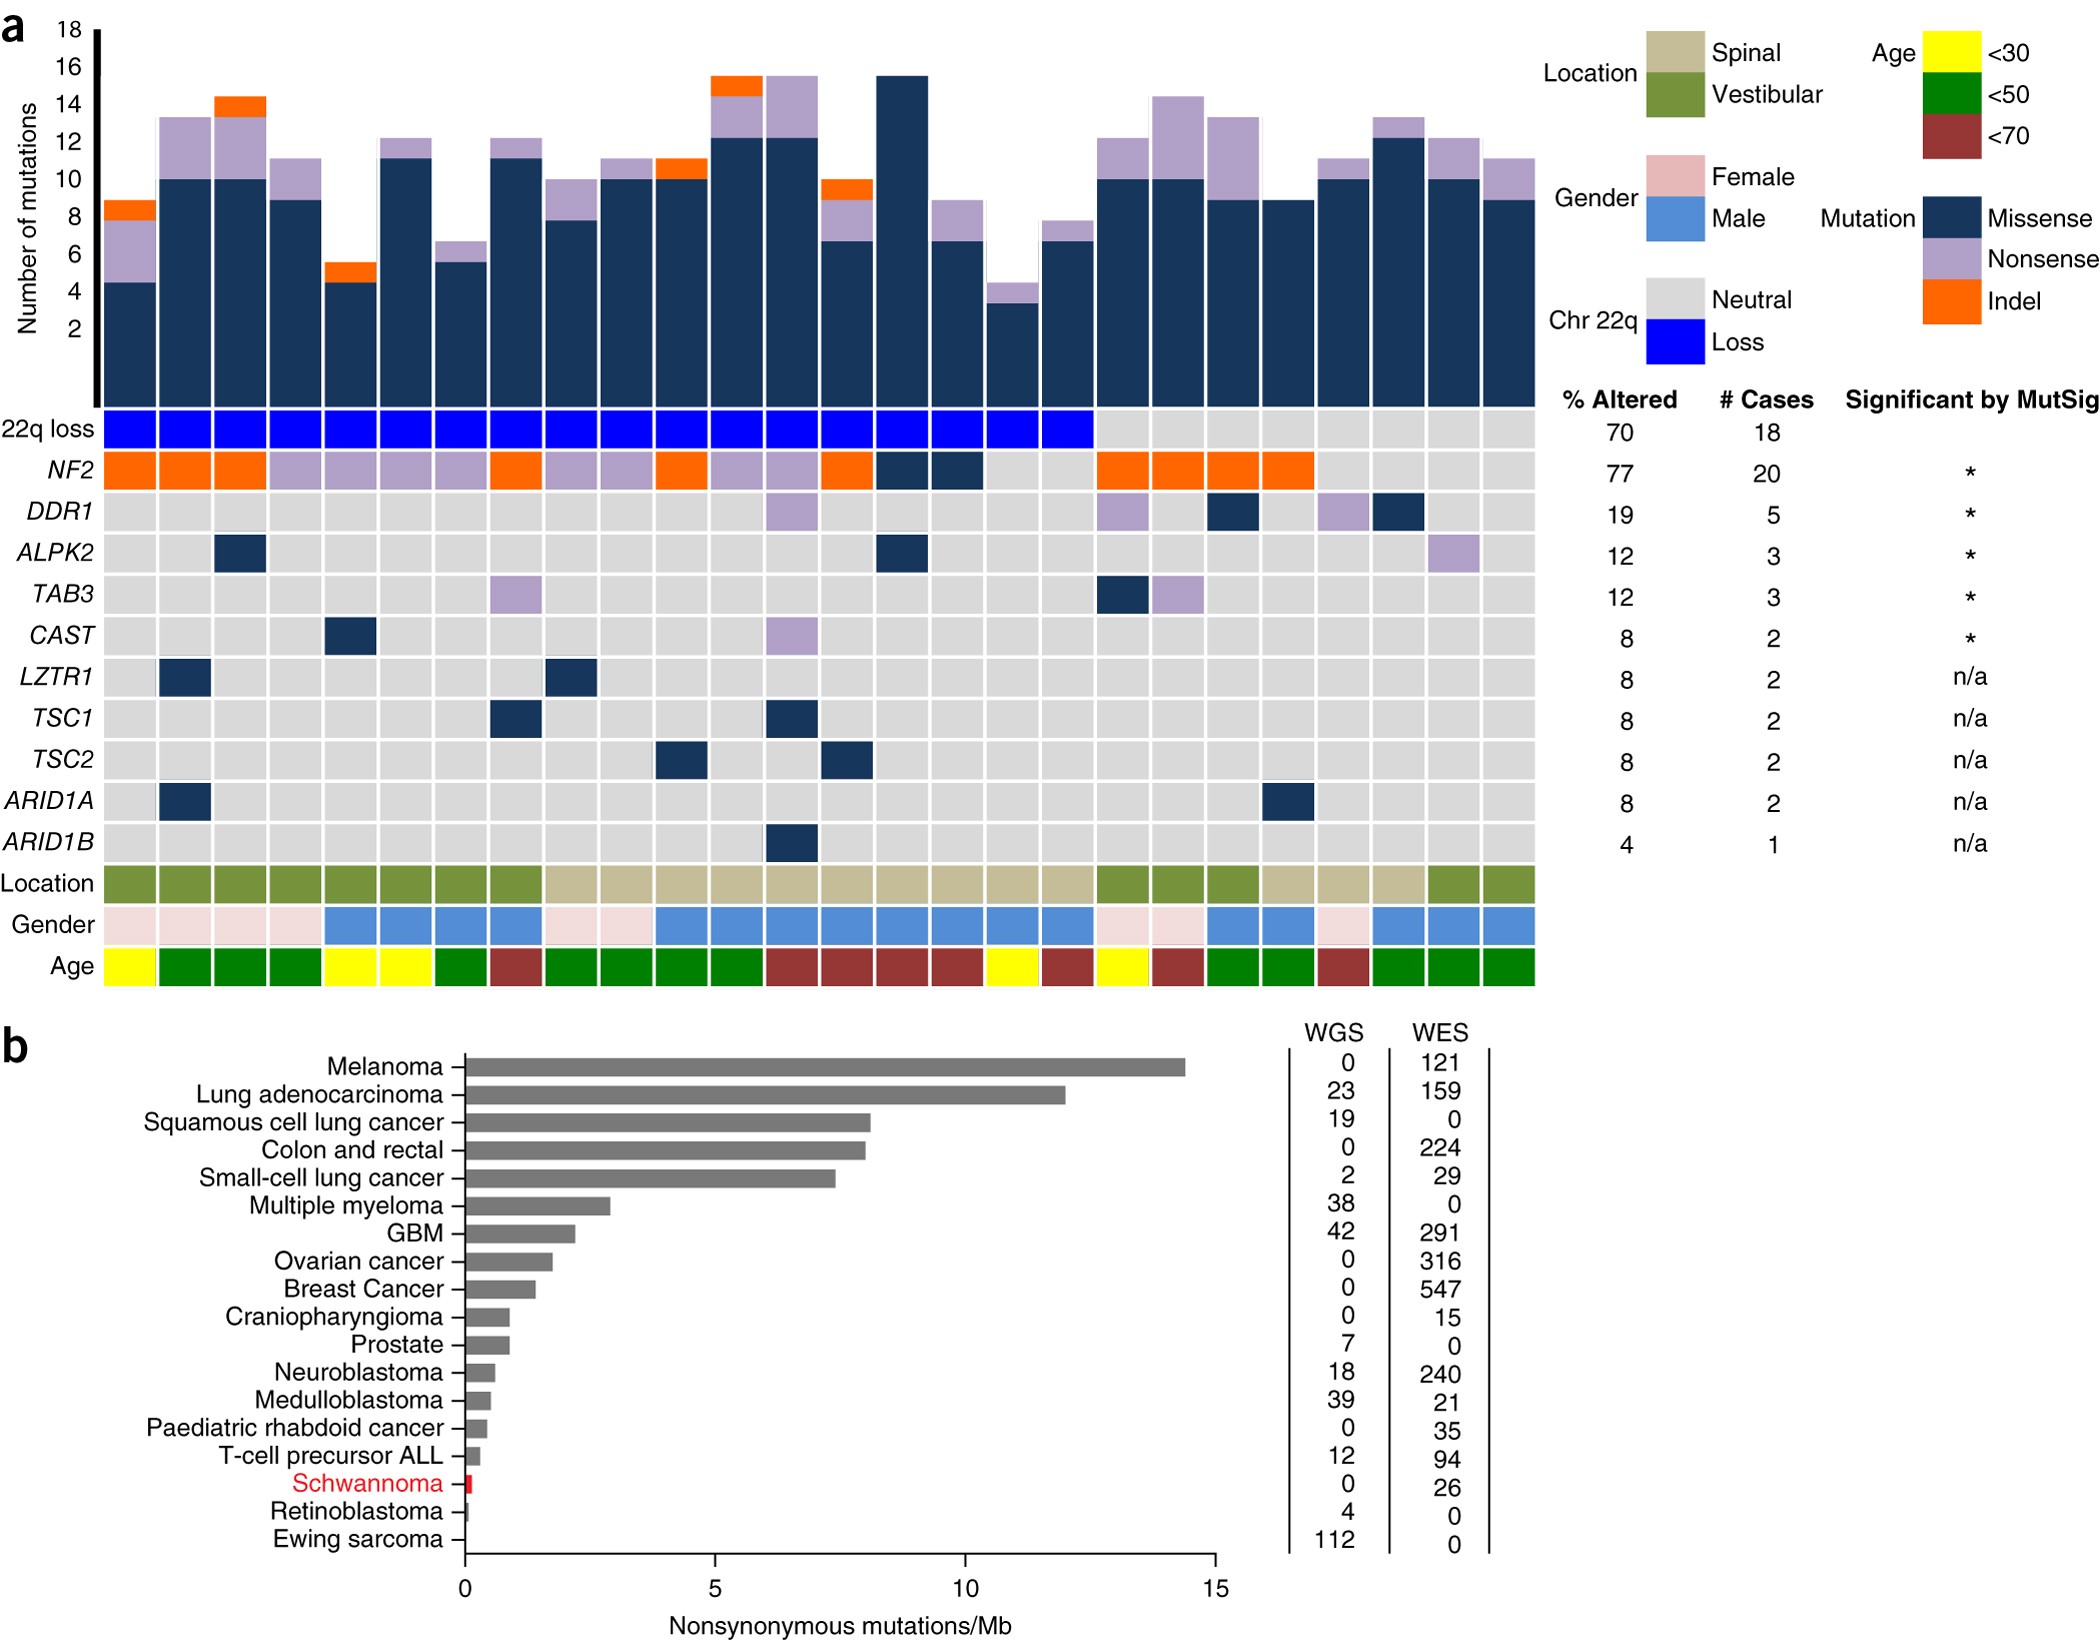 a
Number of mutations
18
16
14
12
10
8
6
4
2
Location
Spinal
Vestibular
Gender
Female
Male
Chr 22q
Neutral
Loss
Age
<30
<50
<70
Mutation
Missense
Nonsense
Indel
% Altered # Cases Significant by MutSig
22q loss 70 18
NF2 77 20 *
DDR1 19 5 *
ALPK2 12 3 *
TAB3 12 3 *
CAST 8 2 *
LZTR1 8 2 n/a
TSC1 8 2 n/a
TSC2 8 2 n/a
ARID1A 8 2 n/a
ARID1B 4 1 n/a
Location
Gender
Age
b
WGS WES
Melanoma 0 121
Lung adenocarcinoma 23 159
Squamous cell lung cancer 19 0
Colon and rectal 0 224
Small-cell lung cancer 2 29
Multiple myeloma 38 0
GBM 42 291
Ovarian cancer 0 316
Breast Cancer 0 547
Craniopharyngioma 0 15
Prostate 7 0
Neuroblastoma 18 240
Medulloblastoma 39 21
Paediatric rhabdoid cancer 0 35
T-cell precursor ALL 12 94
Schwannoma 0 26
Retinoblastoma 4 0
Ewing sarcoma 112 0
0 5 10 15
Nonsynonymous mutations/Mb